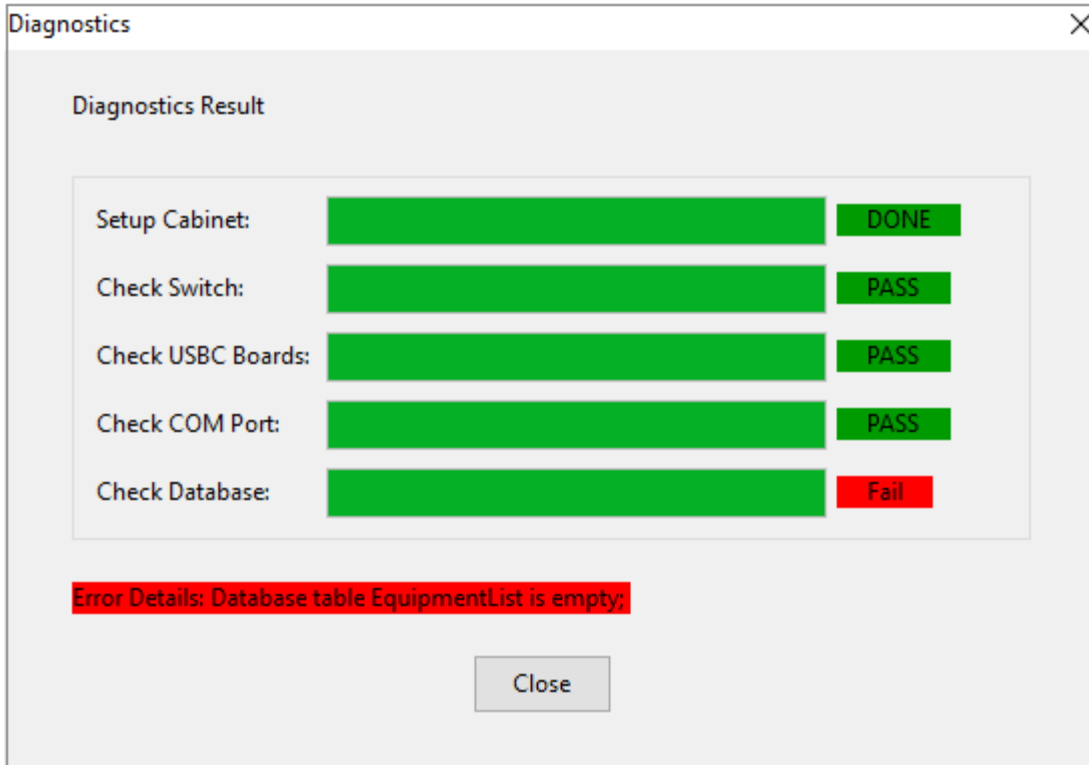 Diagnostics
Diagnostics Result
Setup Cabinet: DONE
Check Switch: PASS
Check USBC Boards: PASS
Check COM Port: PASS
Check Database: Fail
Error Details: Database table EquipmentList is empty;
Close